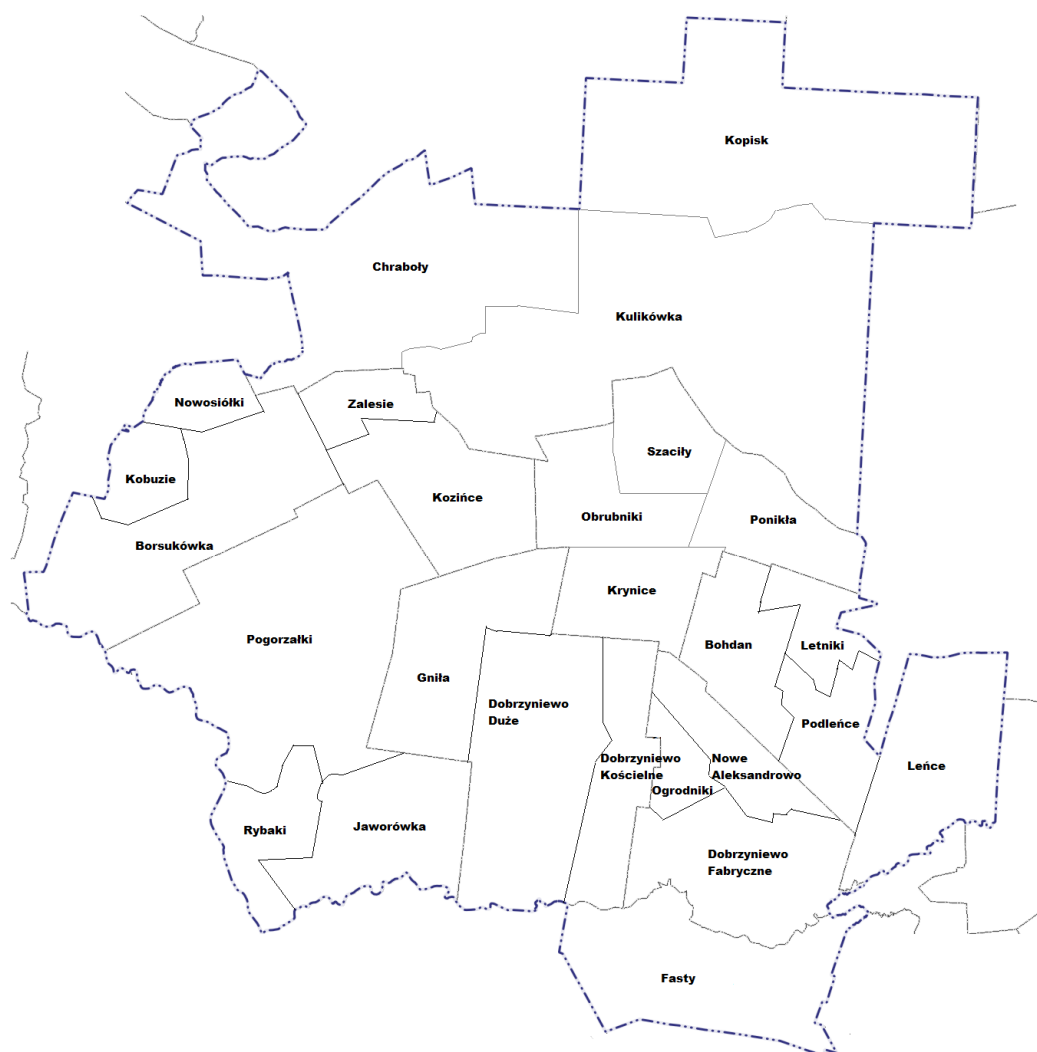 Kopisk
Chraboły
Kulikówka
Nowosiółki
Zalesie
Szaciły
Kobuzie
Kozińce
Obrubniki
Ponikła
Borsukówka
Krynice
Pogorzałki
Bohdan
Letniki
Gniła
Dobrzyniewo
Duże
Podleńce
Dobrzyniewo
Kościelne
Nowe
Aleksandrowo
Leńce
Ogrodniki
Rybaki
Jaworówka
Dobrzyniewo
Fabryczne
Fasty